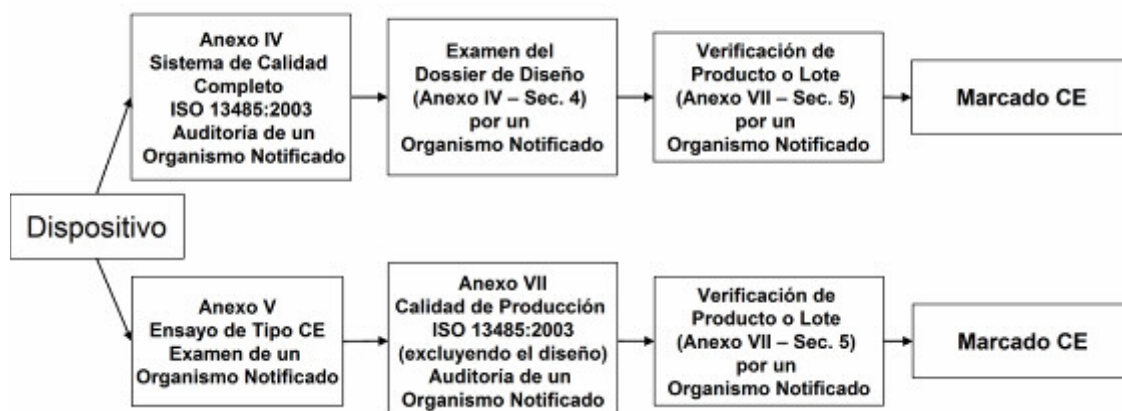 Anexo IV
Sistema de Calidad
Completo
ISO 13485:2003
Auditoría de un
Organismo Notificado
Examen del
Dossier de Diseño
(Anexo IV – Sec. 4)
por un
Organismo Notificado
Verificación de
Producto o Lote
(Anexo VII – Sec. 5)
por un
Organismo Notificado
Marcado CE
Dispositivo
Anexo V
Ensayo de Tipo CE
Examen de un
Organismo Notificado
Anexo VII
Calidad de Producción
ISO 13485:2003
(excluyendo el diseño)
Auditoría de un
Organismo Notificado
Verificación de
Producto o Lote
(Anexo VII – Sec. 5)
por un
Organismo Notificado
Marcado CE